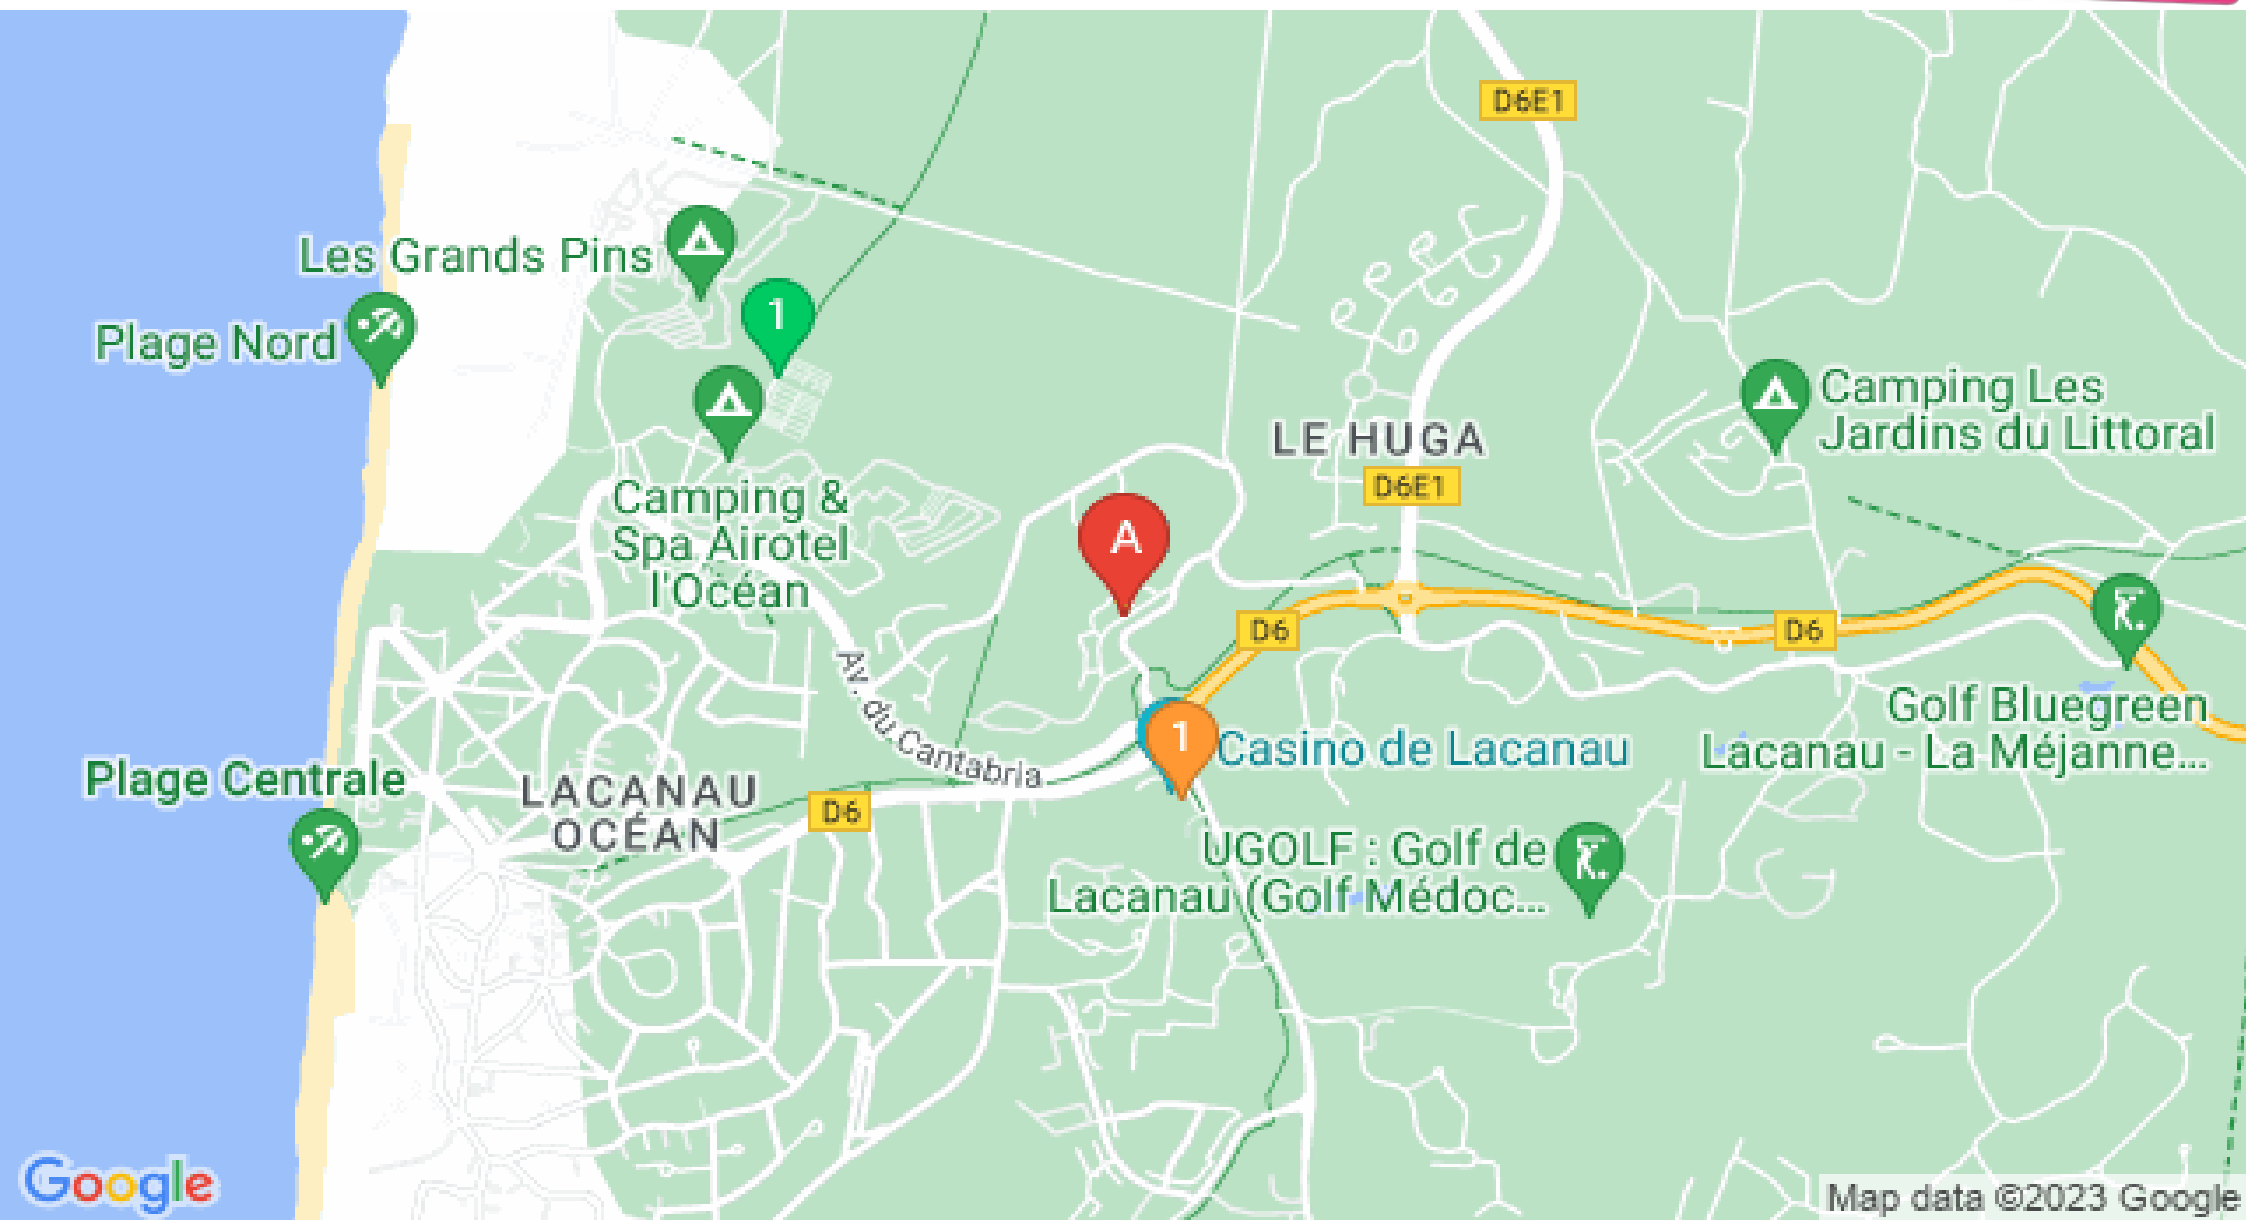 D6E1
Les Grands Pins
1
Plage Nord
Camping Les
Jardins du Littoral
LE HUGA
D6E1
Camping &
Spa Airotel
l'Océan
A
D6
D6
Av. du Cantabria
Golf Bluegreen
Lacanau - La Méjanne...
1
Casino de Lacanau
Plage Centrale
LACANAU
OCÉAN
D6
UGOLF : Golf de
Lacanau (Golf Médoc...
Google
Map data ©2023 Google